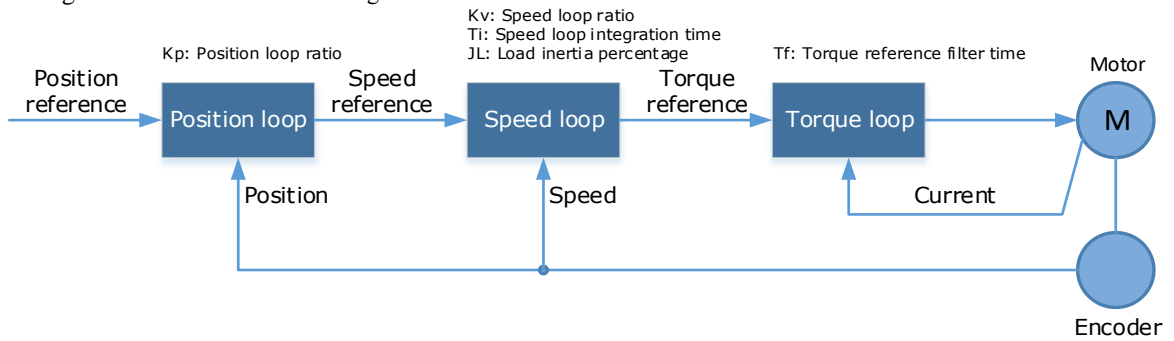 Kv: Speed loop ratio
Ti: Speed loop integration time
Kp: Position loop ratio
JL: Load inertia percentage
Tf: Torque reference filter time
Position
reference
Speed
reference
Torque
reference
Motor
Position loop
Speed loop
Torque loop
M
Position
Speed
Current
Encoder